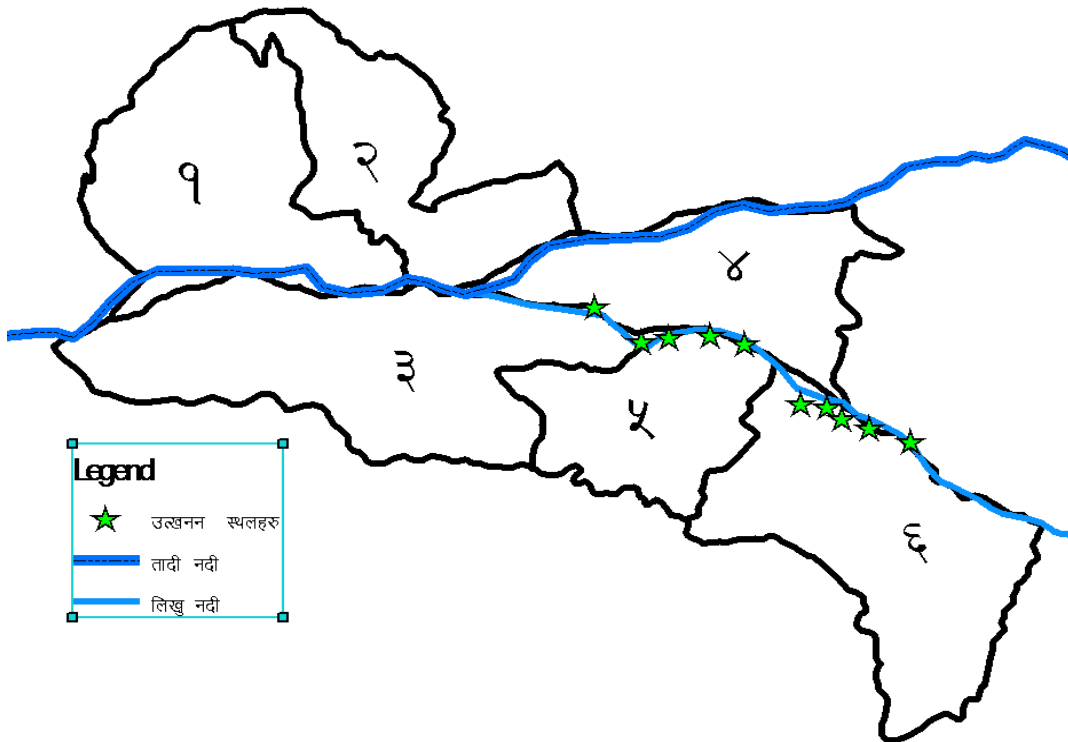 १
२
३
४
५
६
Legend
उत्खनन स्थलहरु
तादी नदी
लिखु नदी